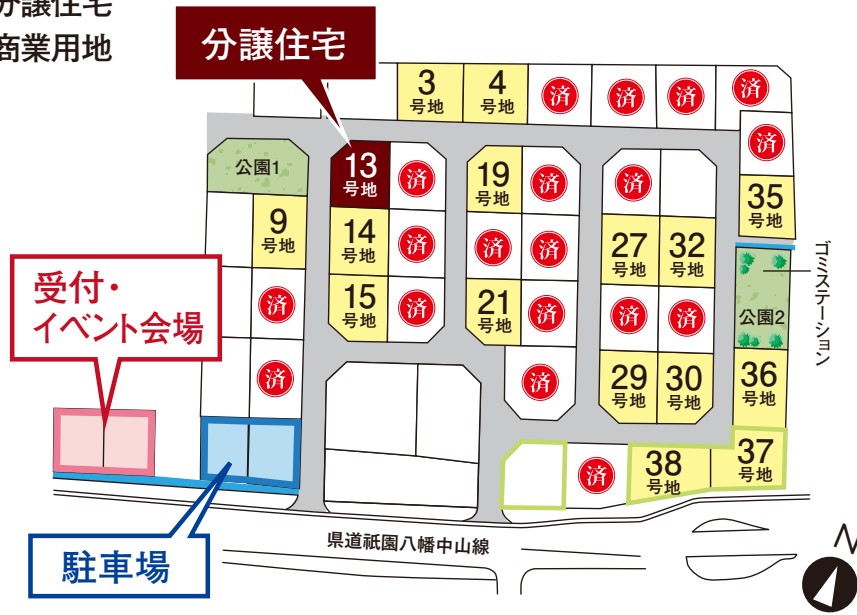 分譲住宅
商業用地
分譲住宅
3
号地
4
号地
済
済
済
済
済
公園1
13
号地
済
19
号地
済
済
35
号地
9
号地
14
号地
済
済
済
27
号地
32
号地
ゴミステーション
受付・
イベント会場
済
15
号地
済
21
号地
済
済
済
公園2
済
済
29
号地
30
号地
36
号地
済
38
号地
37
号地
県道祇園八幡中山線
駐車場
N